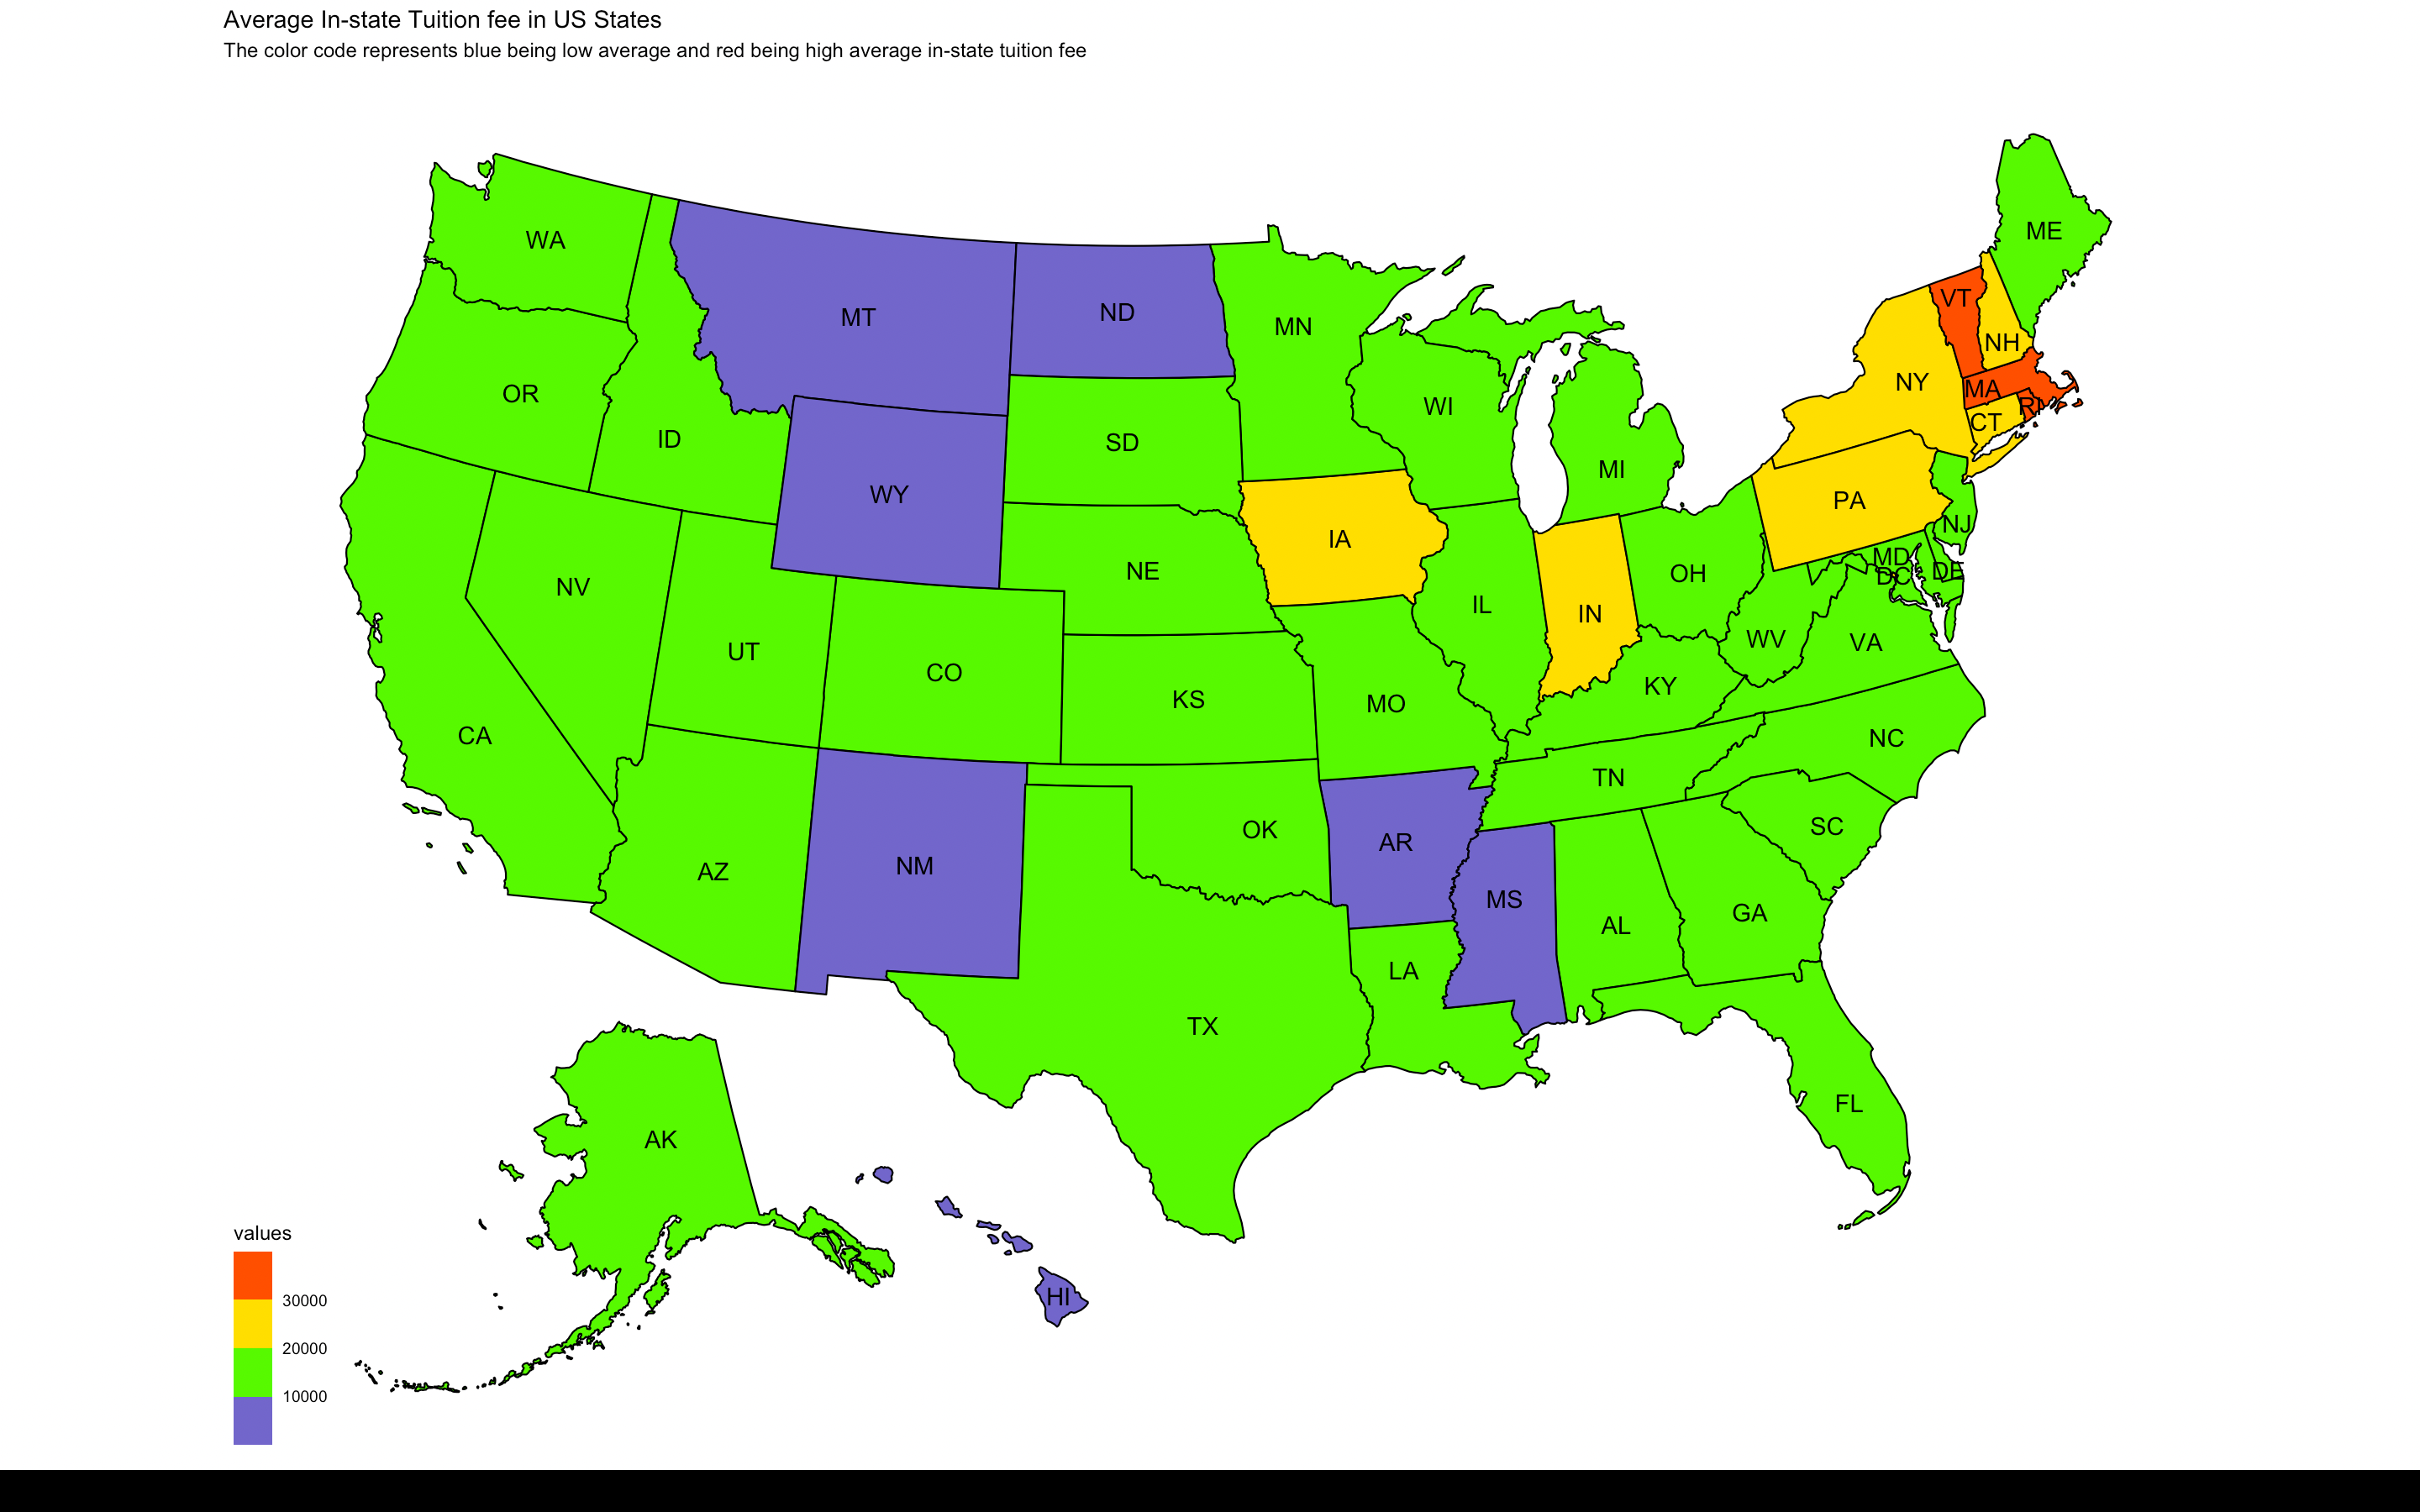 Average In-state Tuition fee in US States
The color code represents blue being low average and red being high average in-state tuition fee
ME
WA
VT
ND
MT
MN
NH
NY
MA
OR
WI
RI
CT
ID
SD
MI
WY
PA
NJ
IA
MD
NE
DE
OH
DC
NV
IL
IN
WV
VA
UT
CO
KY
KS
MO
CA
NC
TN
SC
OK
AR
NM
AZ
MS
GA
AL
LA
TX
FL
AK
HI
values
30000
20000
10000